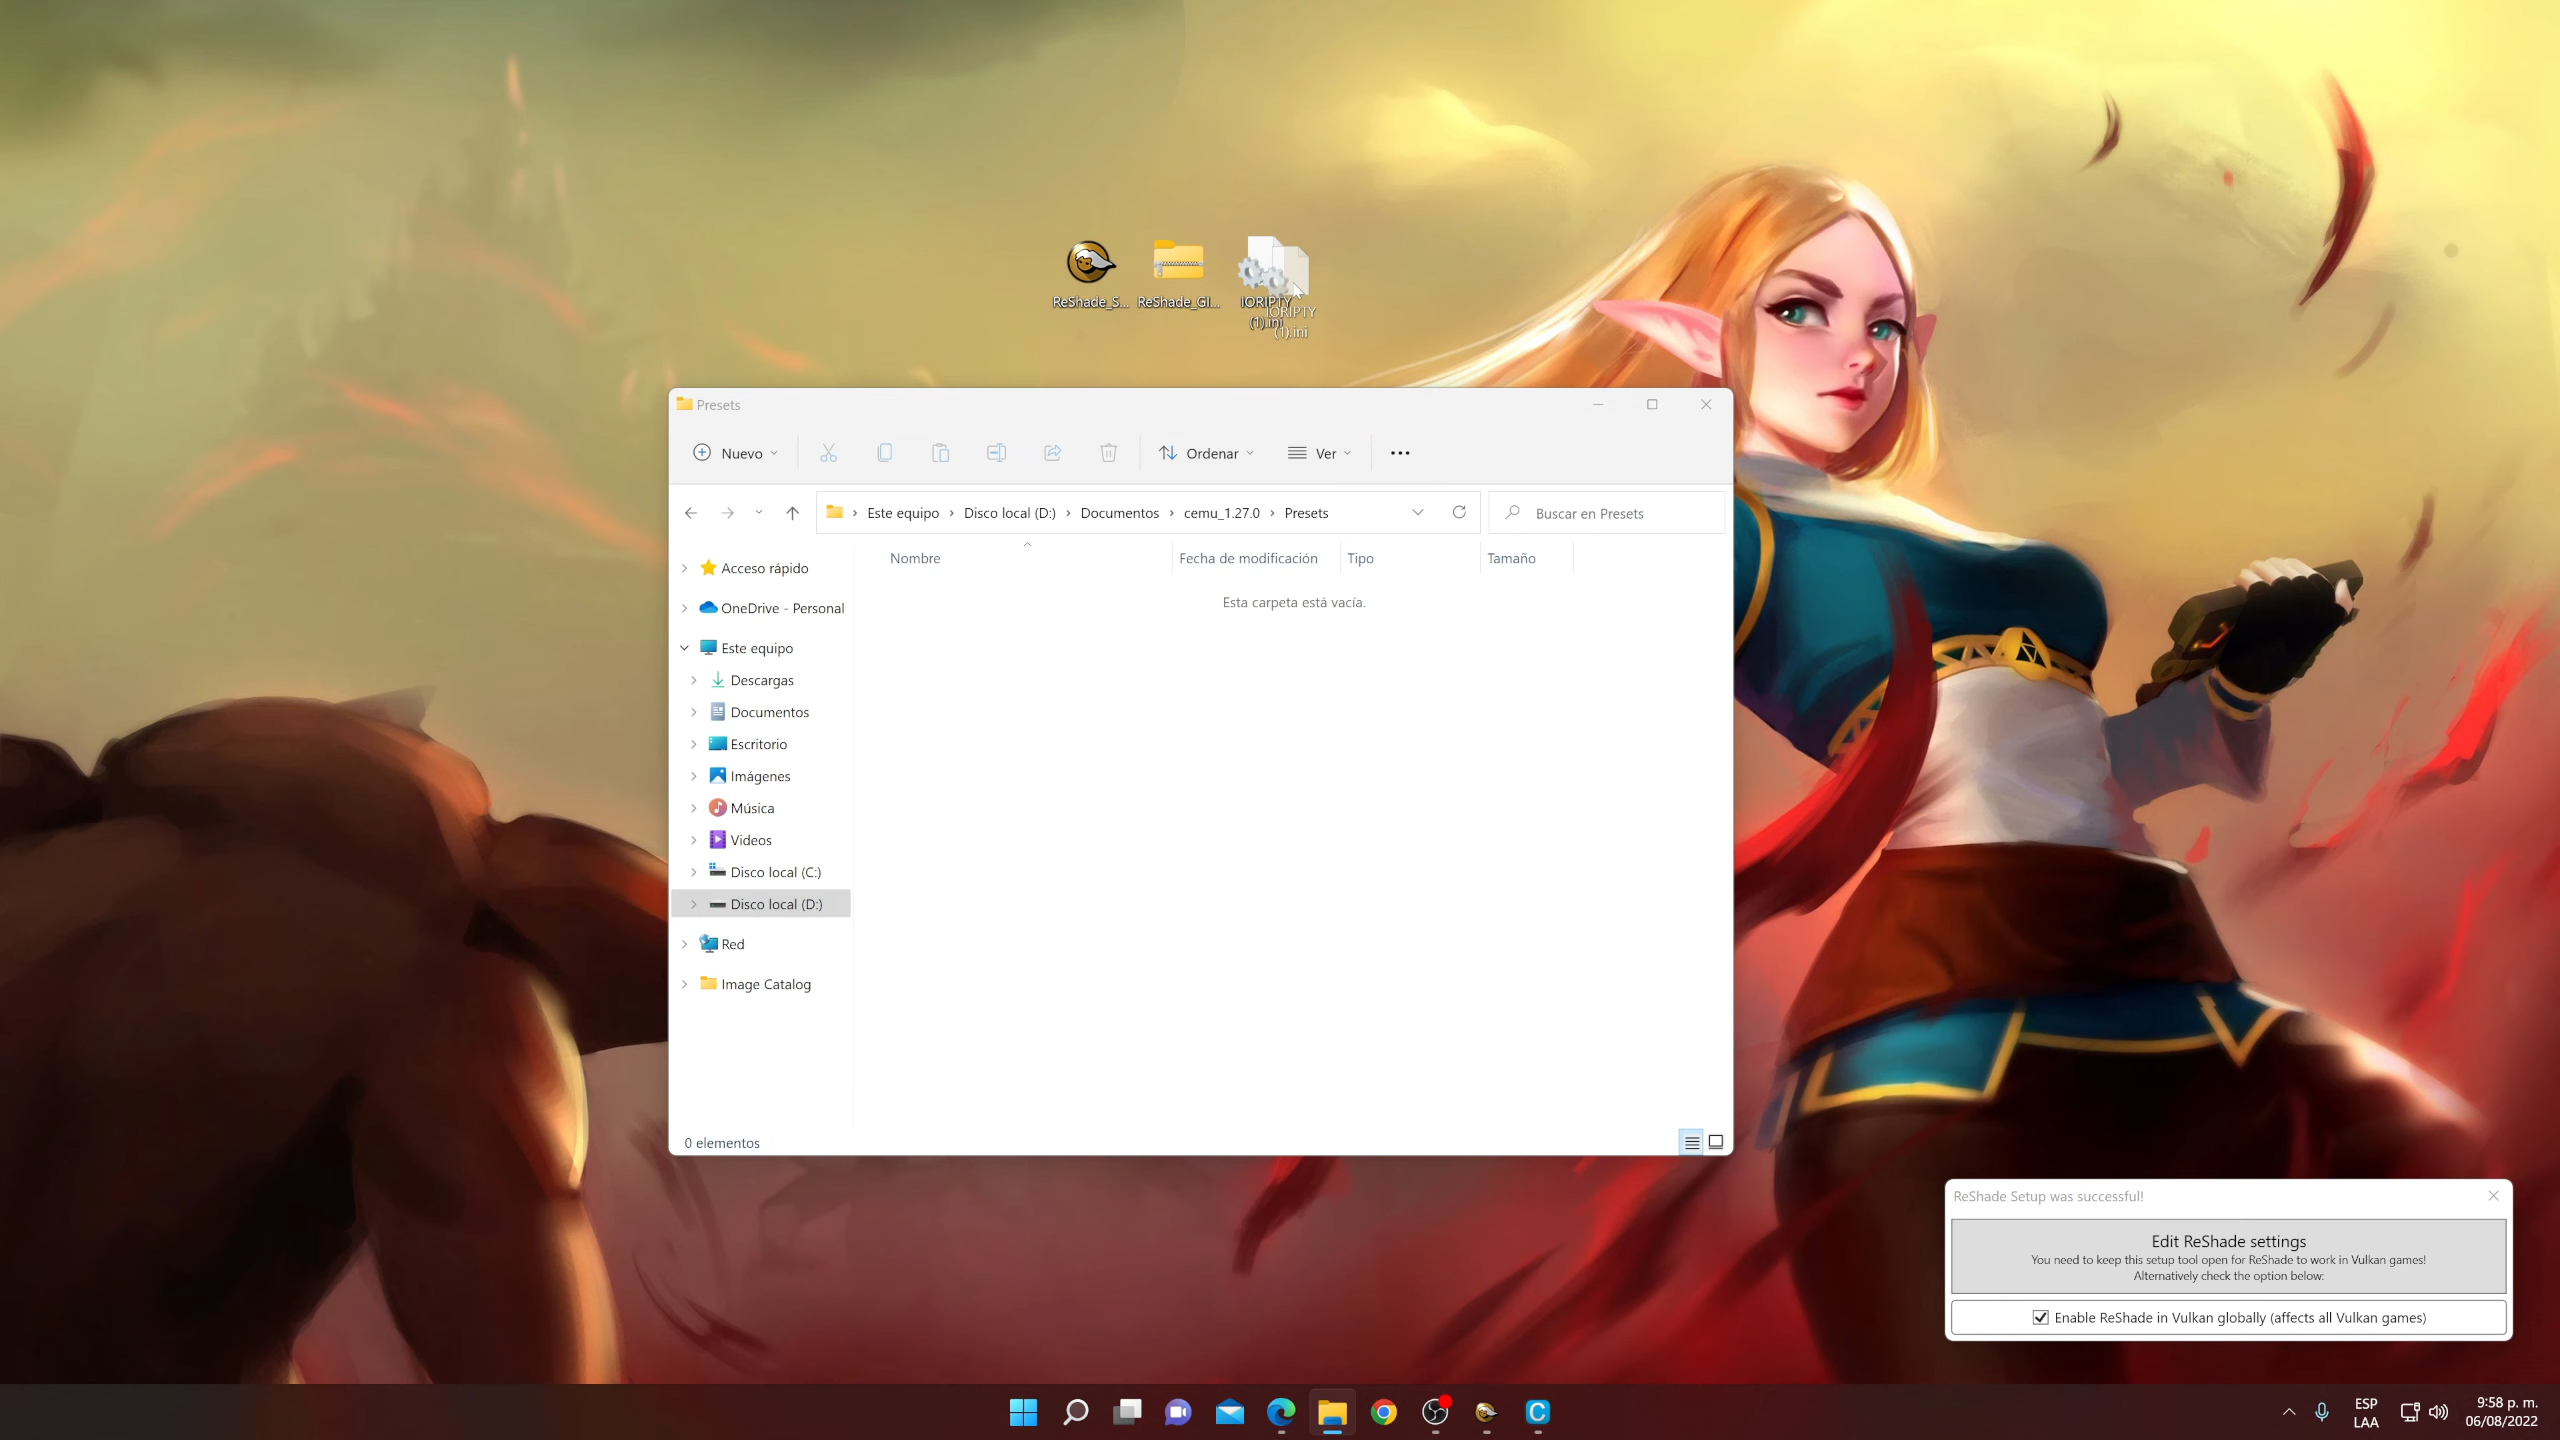 ReShade_S...
ReShade_Gl...
IORIPTY
(1).ini
IORIPTY
(1).ini
Presets
Nuevo
Ordenar
Ver
Este equipo
Disco local (D:)
Documentos
cemu_1.27.0
Presets
Buscar en Presets
Nombre
Fecha de modificación
Tipo
Tamaño
Esta carpeta está vacía.
Acceso rápido
OneDrive - Personal
Este equipo
Descargas
Documentos
Escritorio
Imágenes
Música
Videos
Disco local (C:)
Disco local (D:)
Red
Image Catalog
0 elementos
ReShade Setup was successful!
Edit ReShade settings
You need to keep this setup tool open for ReShade to work in Vulkan games!
Alternatively check the option below:
Enable ReShade in Vulkan globally (affects all Vulkan games)
ESP
LAA
9:58 p. m.
06/08/2022